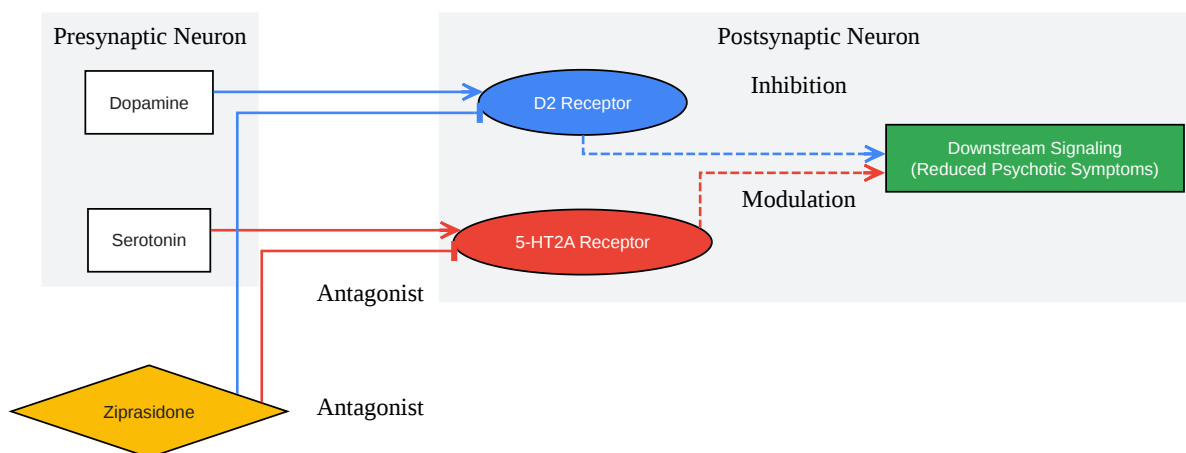 Presynaptic Neuron
Postsynaptic Neuron
Dopamine
D2 Receptor
Inhibition
Downstream Signaling
(Reduced Psychotic Symptoms)
Modulation
Serotonin
5-HT2A Receptor
Antagonist
Ziprasidone
Antagonist